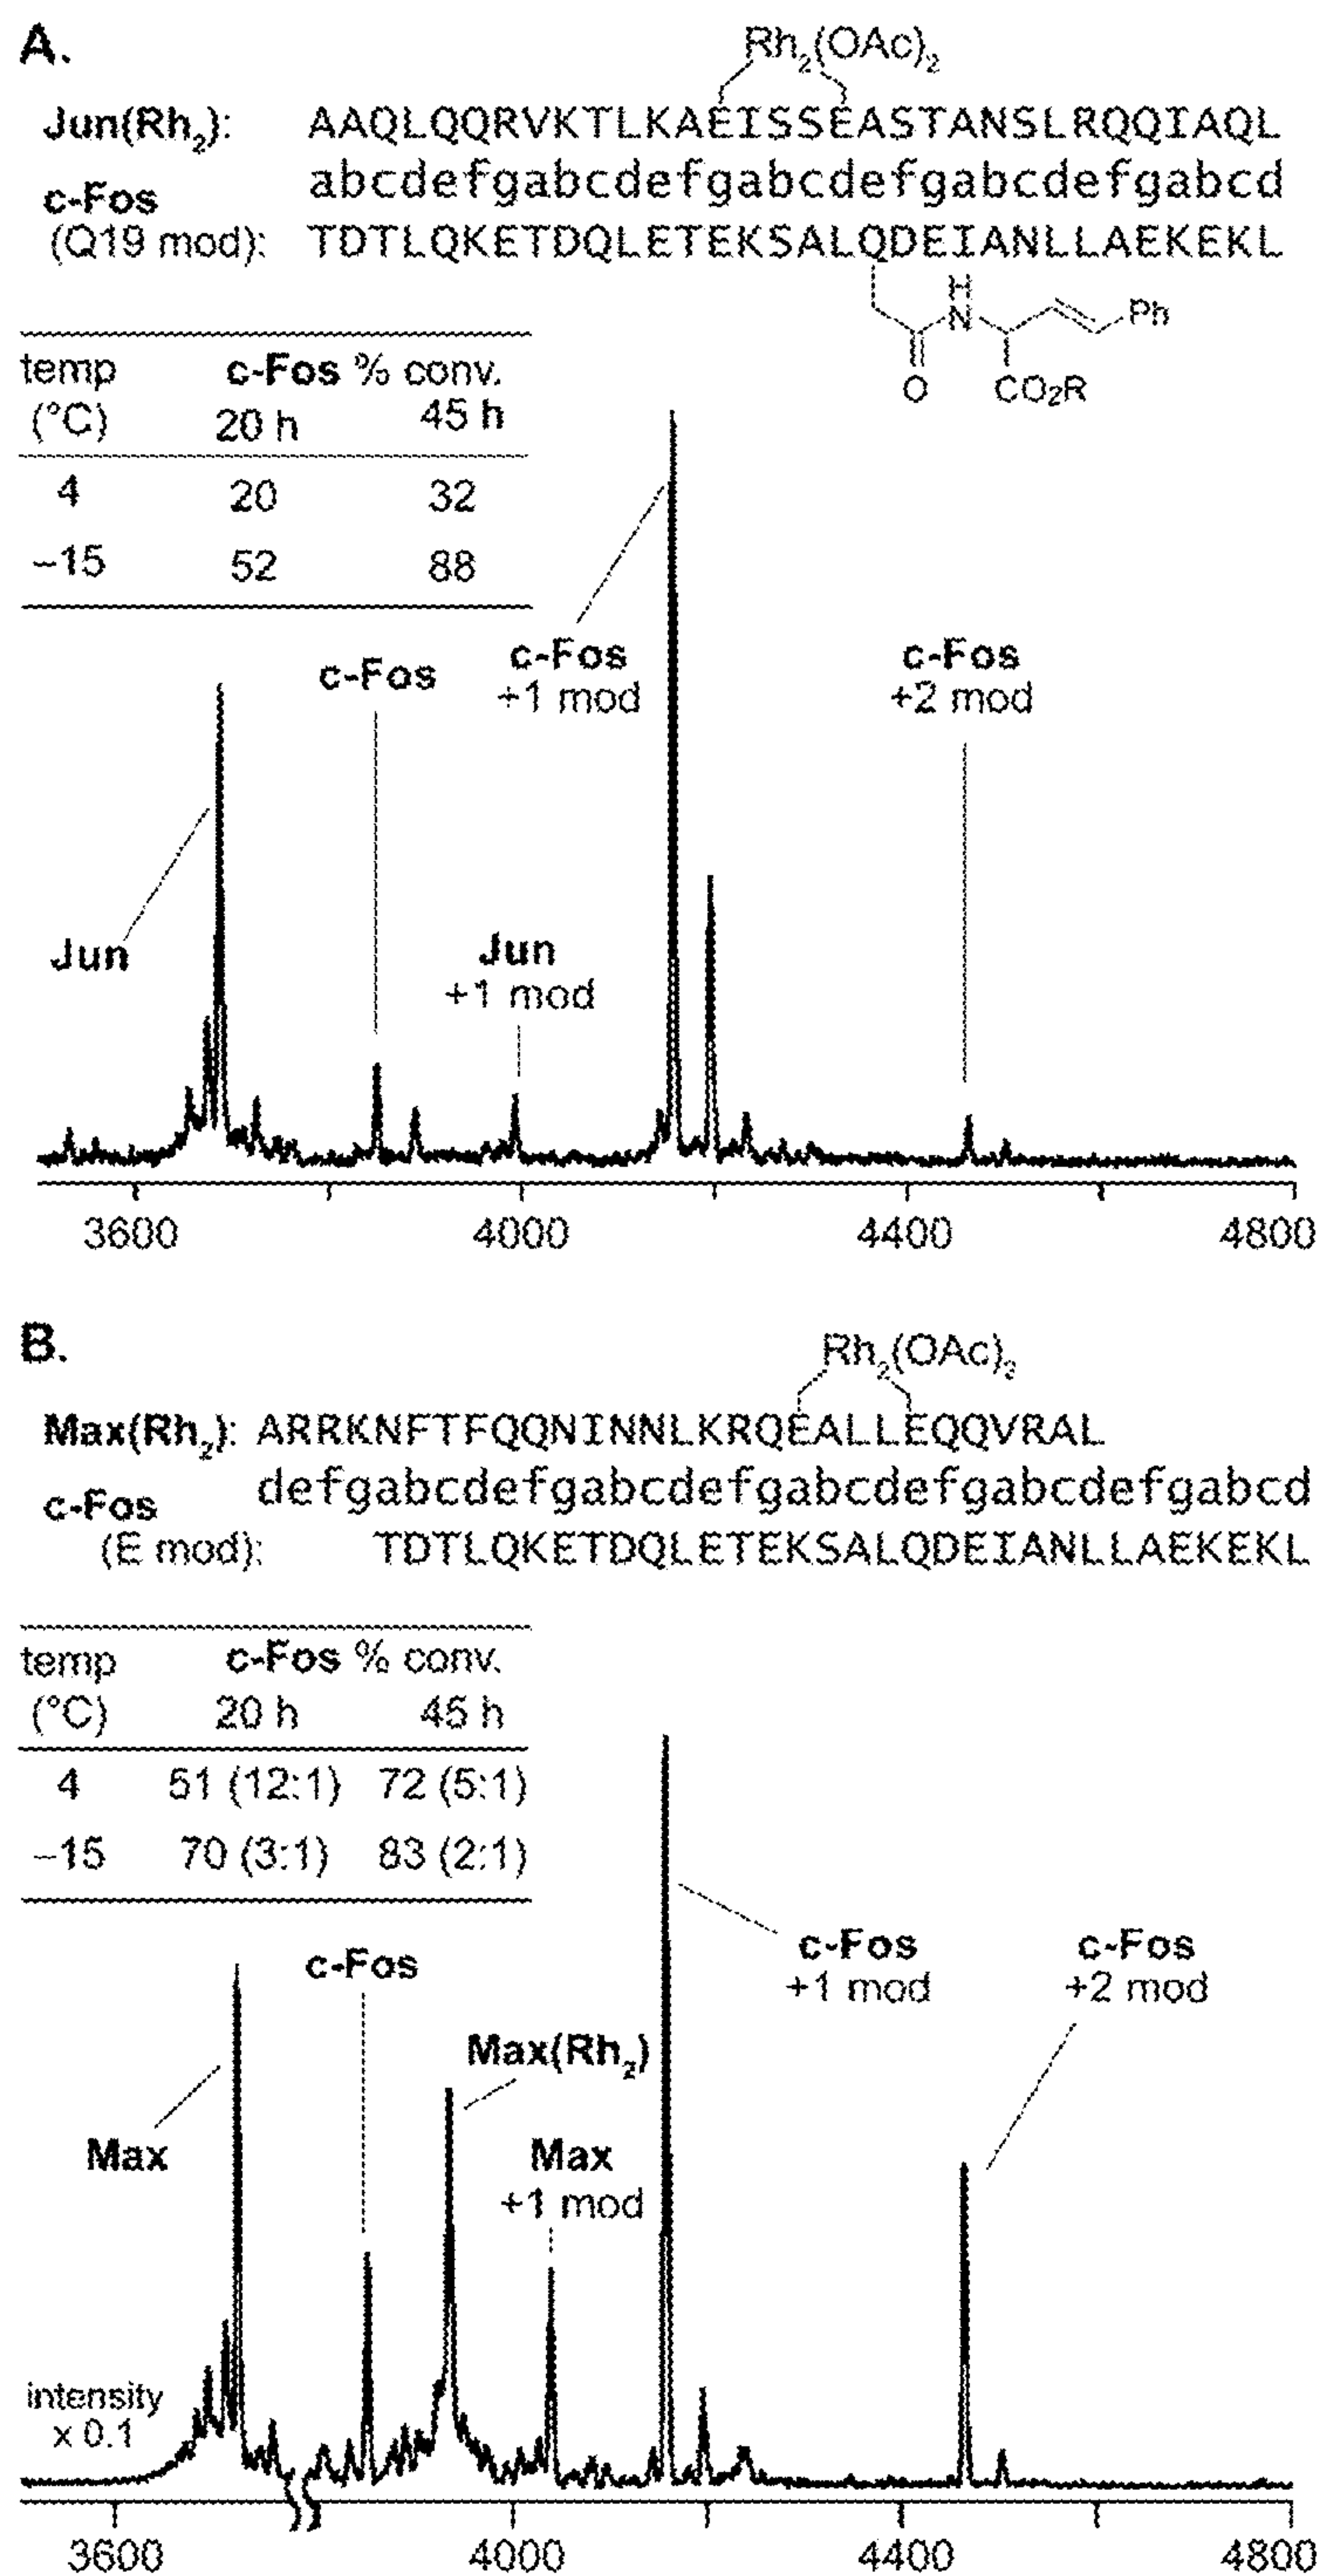 A.
Rh₂(OAc)₂
Jun(Rh₂): AAQLQQRVKTLKAEISSEASTANSLRQQIAQL
abcdefgabcdefgabcdefgabcdefgabcd
c-Fos
(Q19 mod): TDTLQKETDQLETEKSALQDEIANLLAEKEKL
H
N
Ph
O
CO₂R
temp c-Fos % conv.
(°C) 20 h 45 h
4 20 32
–15 52 88
c-Fos
+1 mod
c-Fos
c-Fos
+2 mod
Jun
Jun
+1 mod
3600 4000 4400 4800
B.
Rh₂(OAc)₂
Max(Rh₂): ARRKNFTFQQNINNLKRQEALLEQQVRAL
defgabcdefgabcdefgabcdefgabcdefgabcd
c-Fos
(E mod): TDTLQKETDQLETEKSALQDEIANLLAEKEKL
temp c-Fos % conv.
(°C) 20 h 45 h
4 51 (12:1) 72 (5:1)
–15 70 (3:1) 83 (2:1)
c-Fos
c-Fos
+1 mod
c-Fos
+2 mod
Max(Rh₂)
Max
Max
+1 mod
intensity
x 0.1
3600 4000 4400 4800